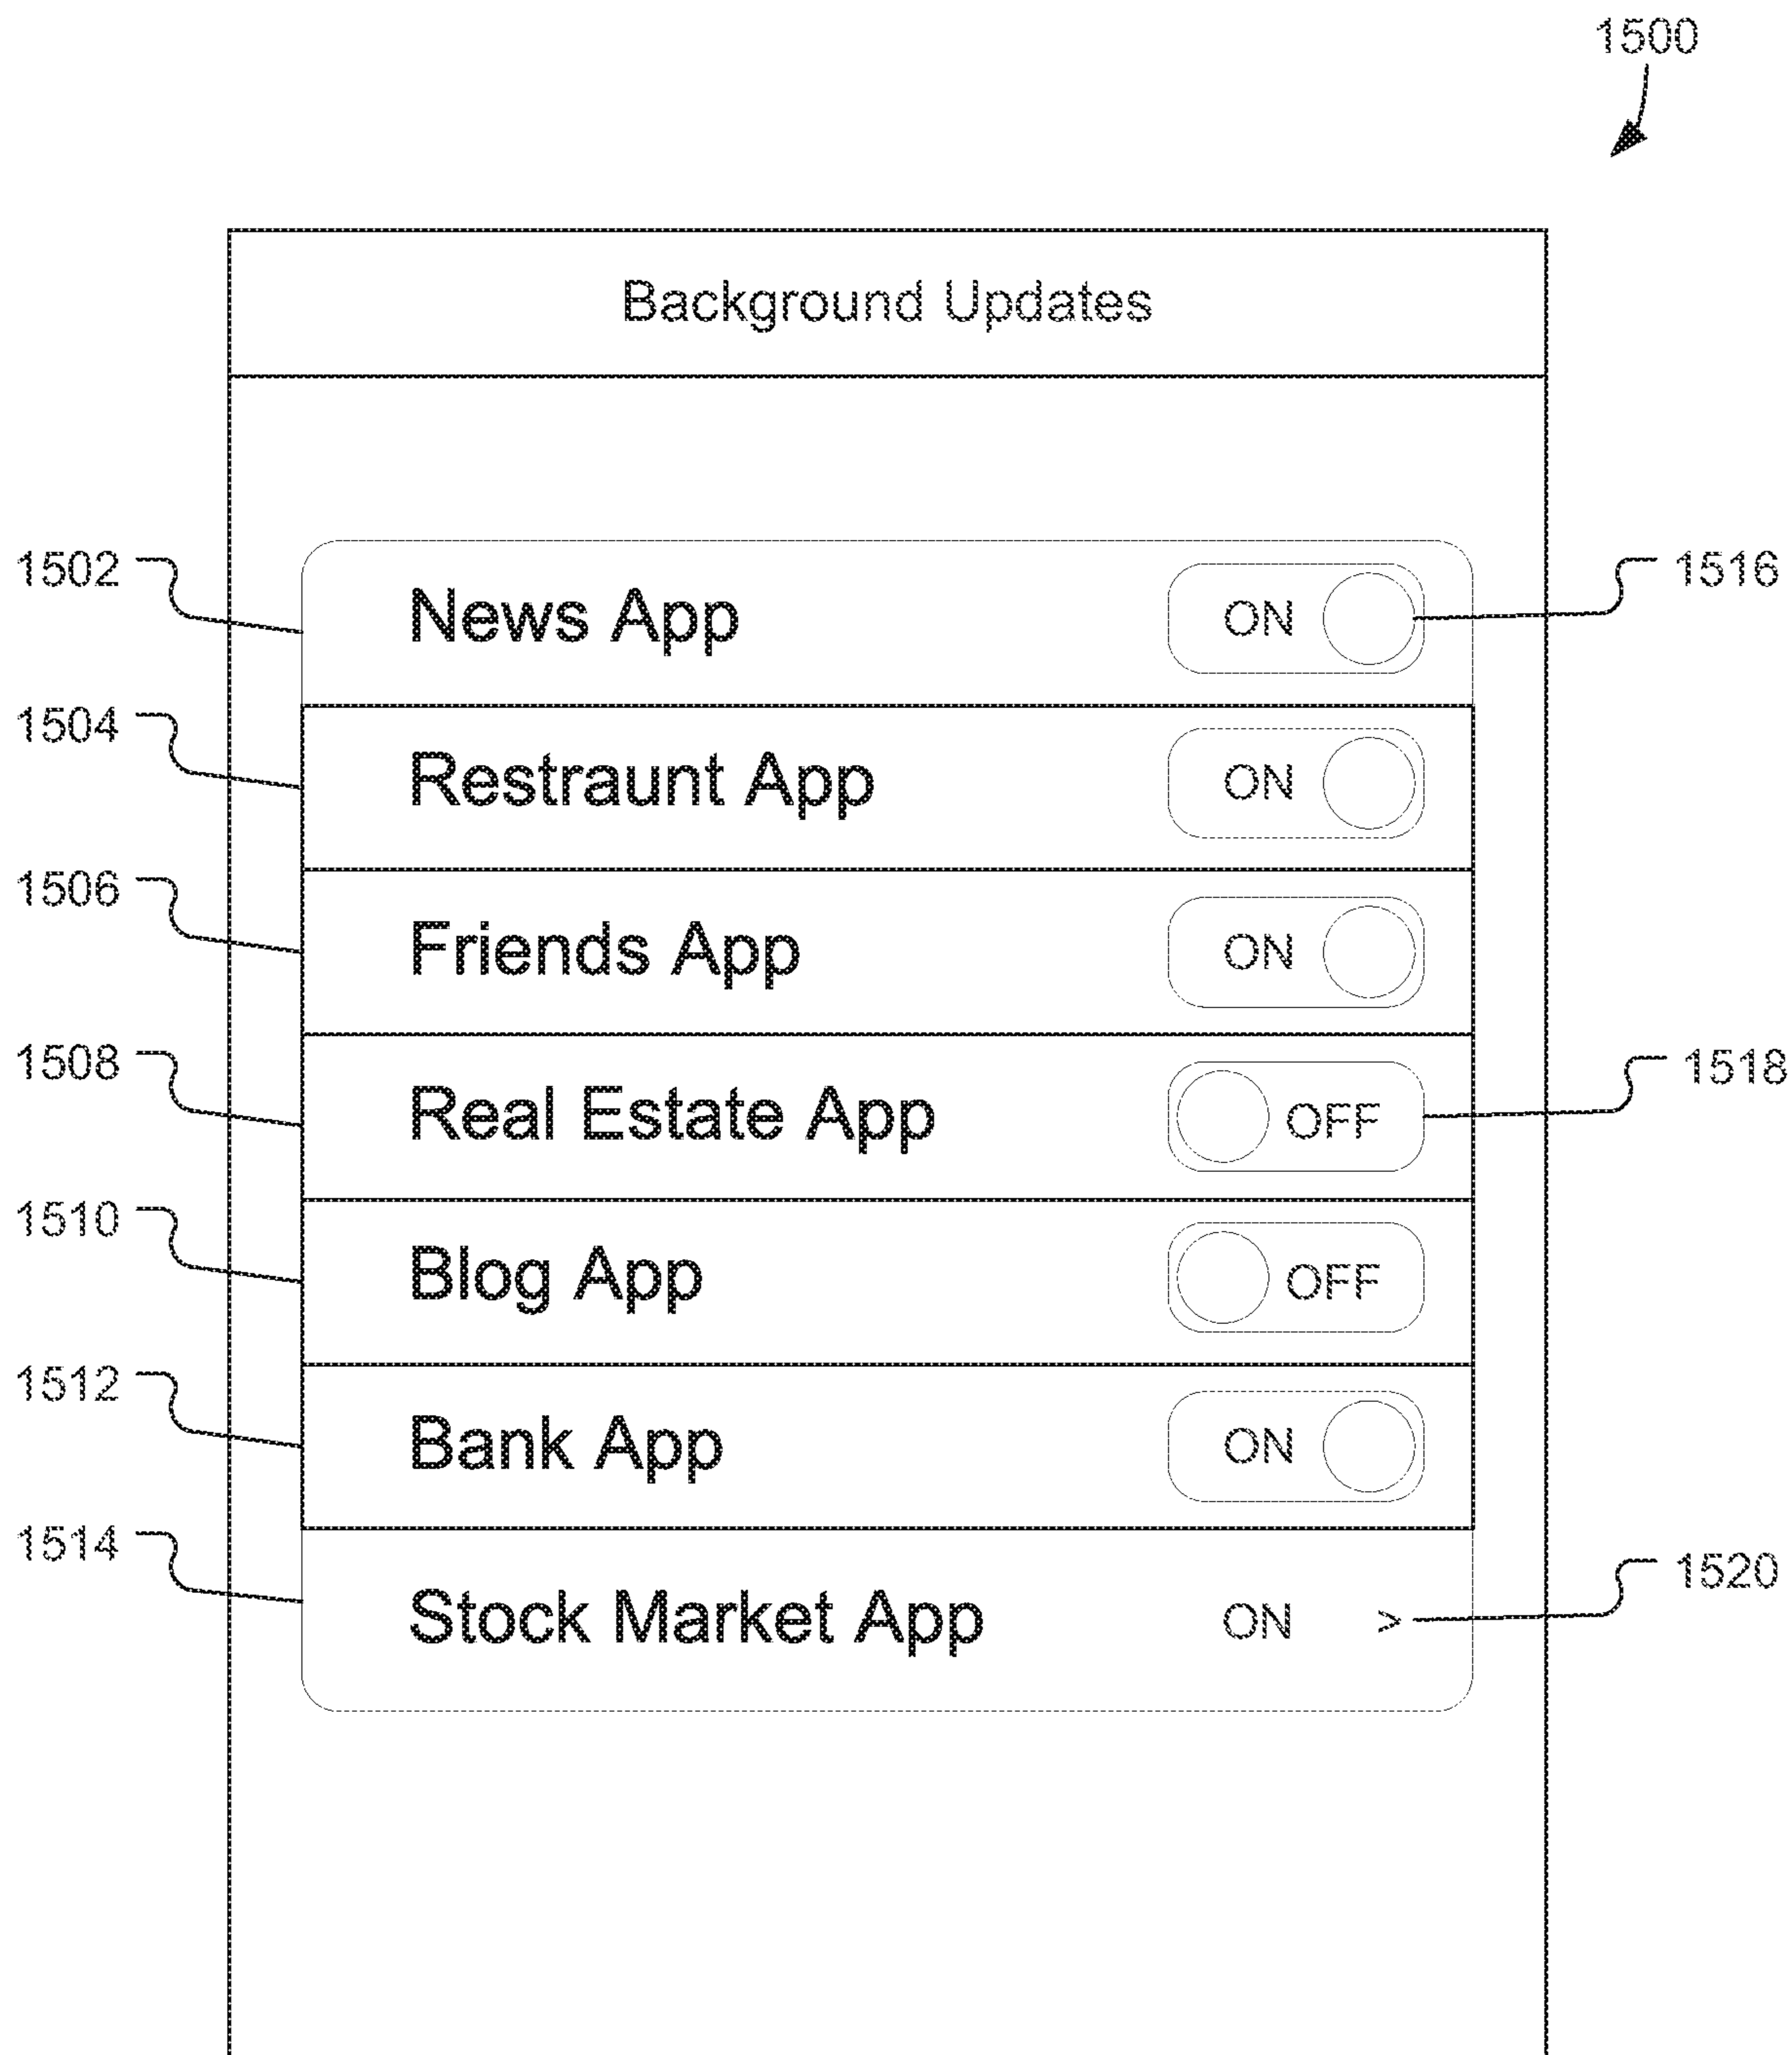 1500
Background Updates
1502 News App ON 1516
1504 Restraunt App ON
1506 Friends App ON
1508 Real Estate App OFF 1518
1510 Blog App OFF
1512 Bank App ON
1514 Stock Market App ON > 1520